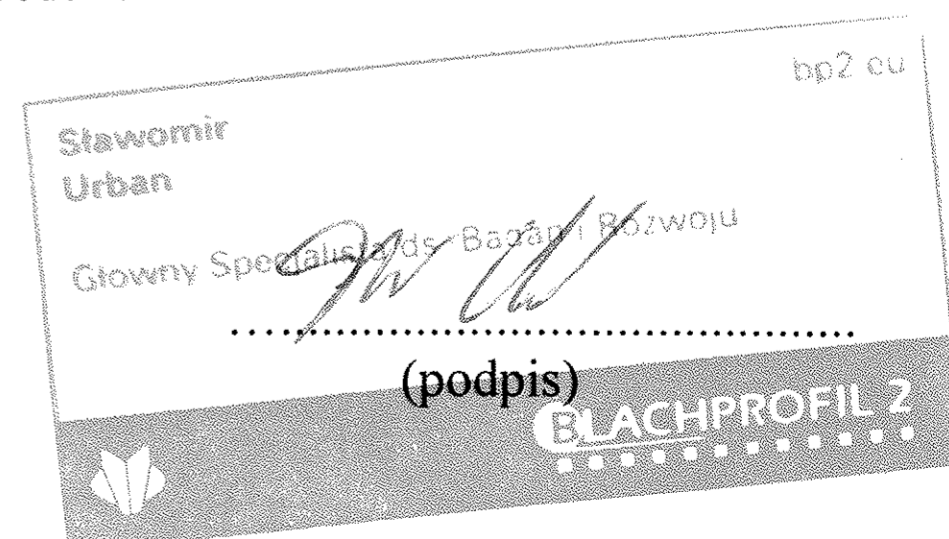 bp2 eu
Sławomir
Urban
Główny Specjalista ds. Badań i Rozwoju
(podpis)
BLACHPROFIL 2